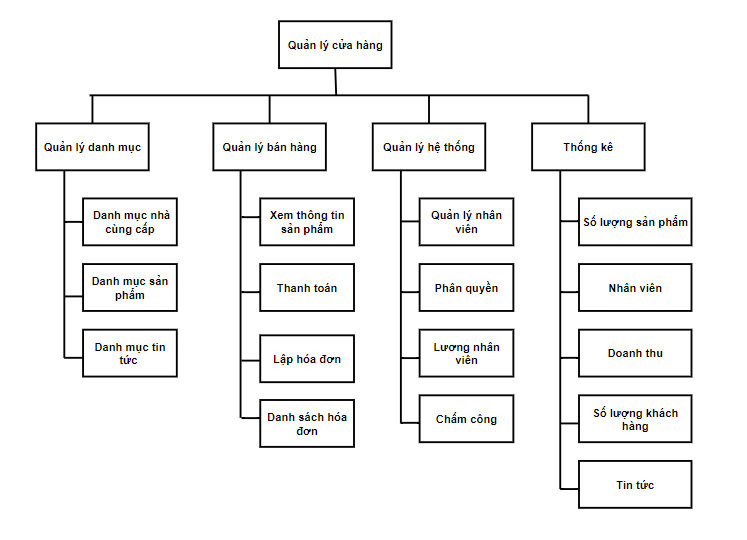 Quản lý cửa hàng
Quản lý danh mục
Quản lý bán hàng
Quản lý hệ thống
Thống kê
Danh mục nhà
cùng cấp
Danh mục sản
phẩm
Danh mục tin
tức
Xem thông tin
sản phẩm
Thanh toán
Lập hóa đơn
Danh sách hóa
đơn
Quản lý nhân
viên
Phân quyền
Lương nhân
viên
Chấm công
Số lượng sản phẩm
Nhân viên
Doanh thu
Số lượng khách
hàng
Tin tức